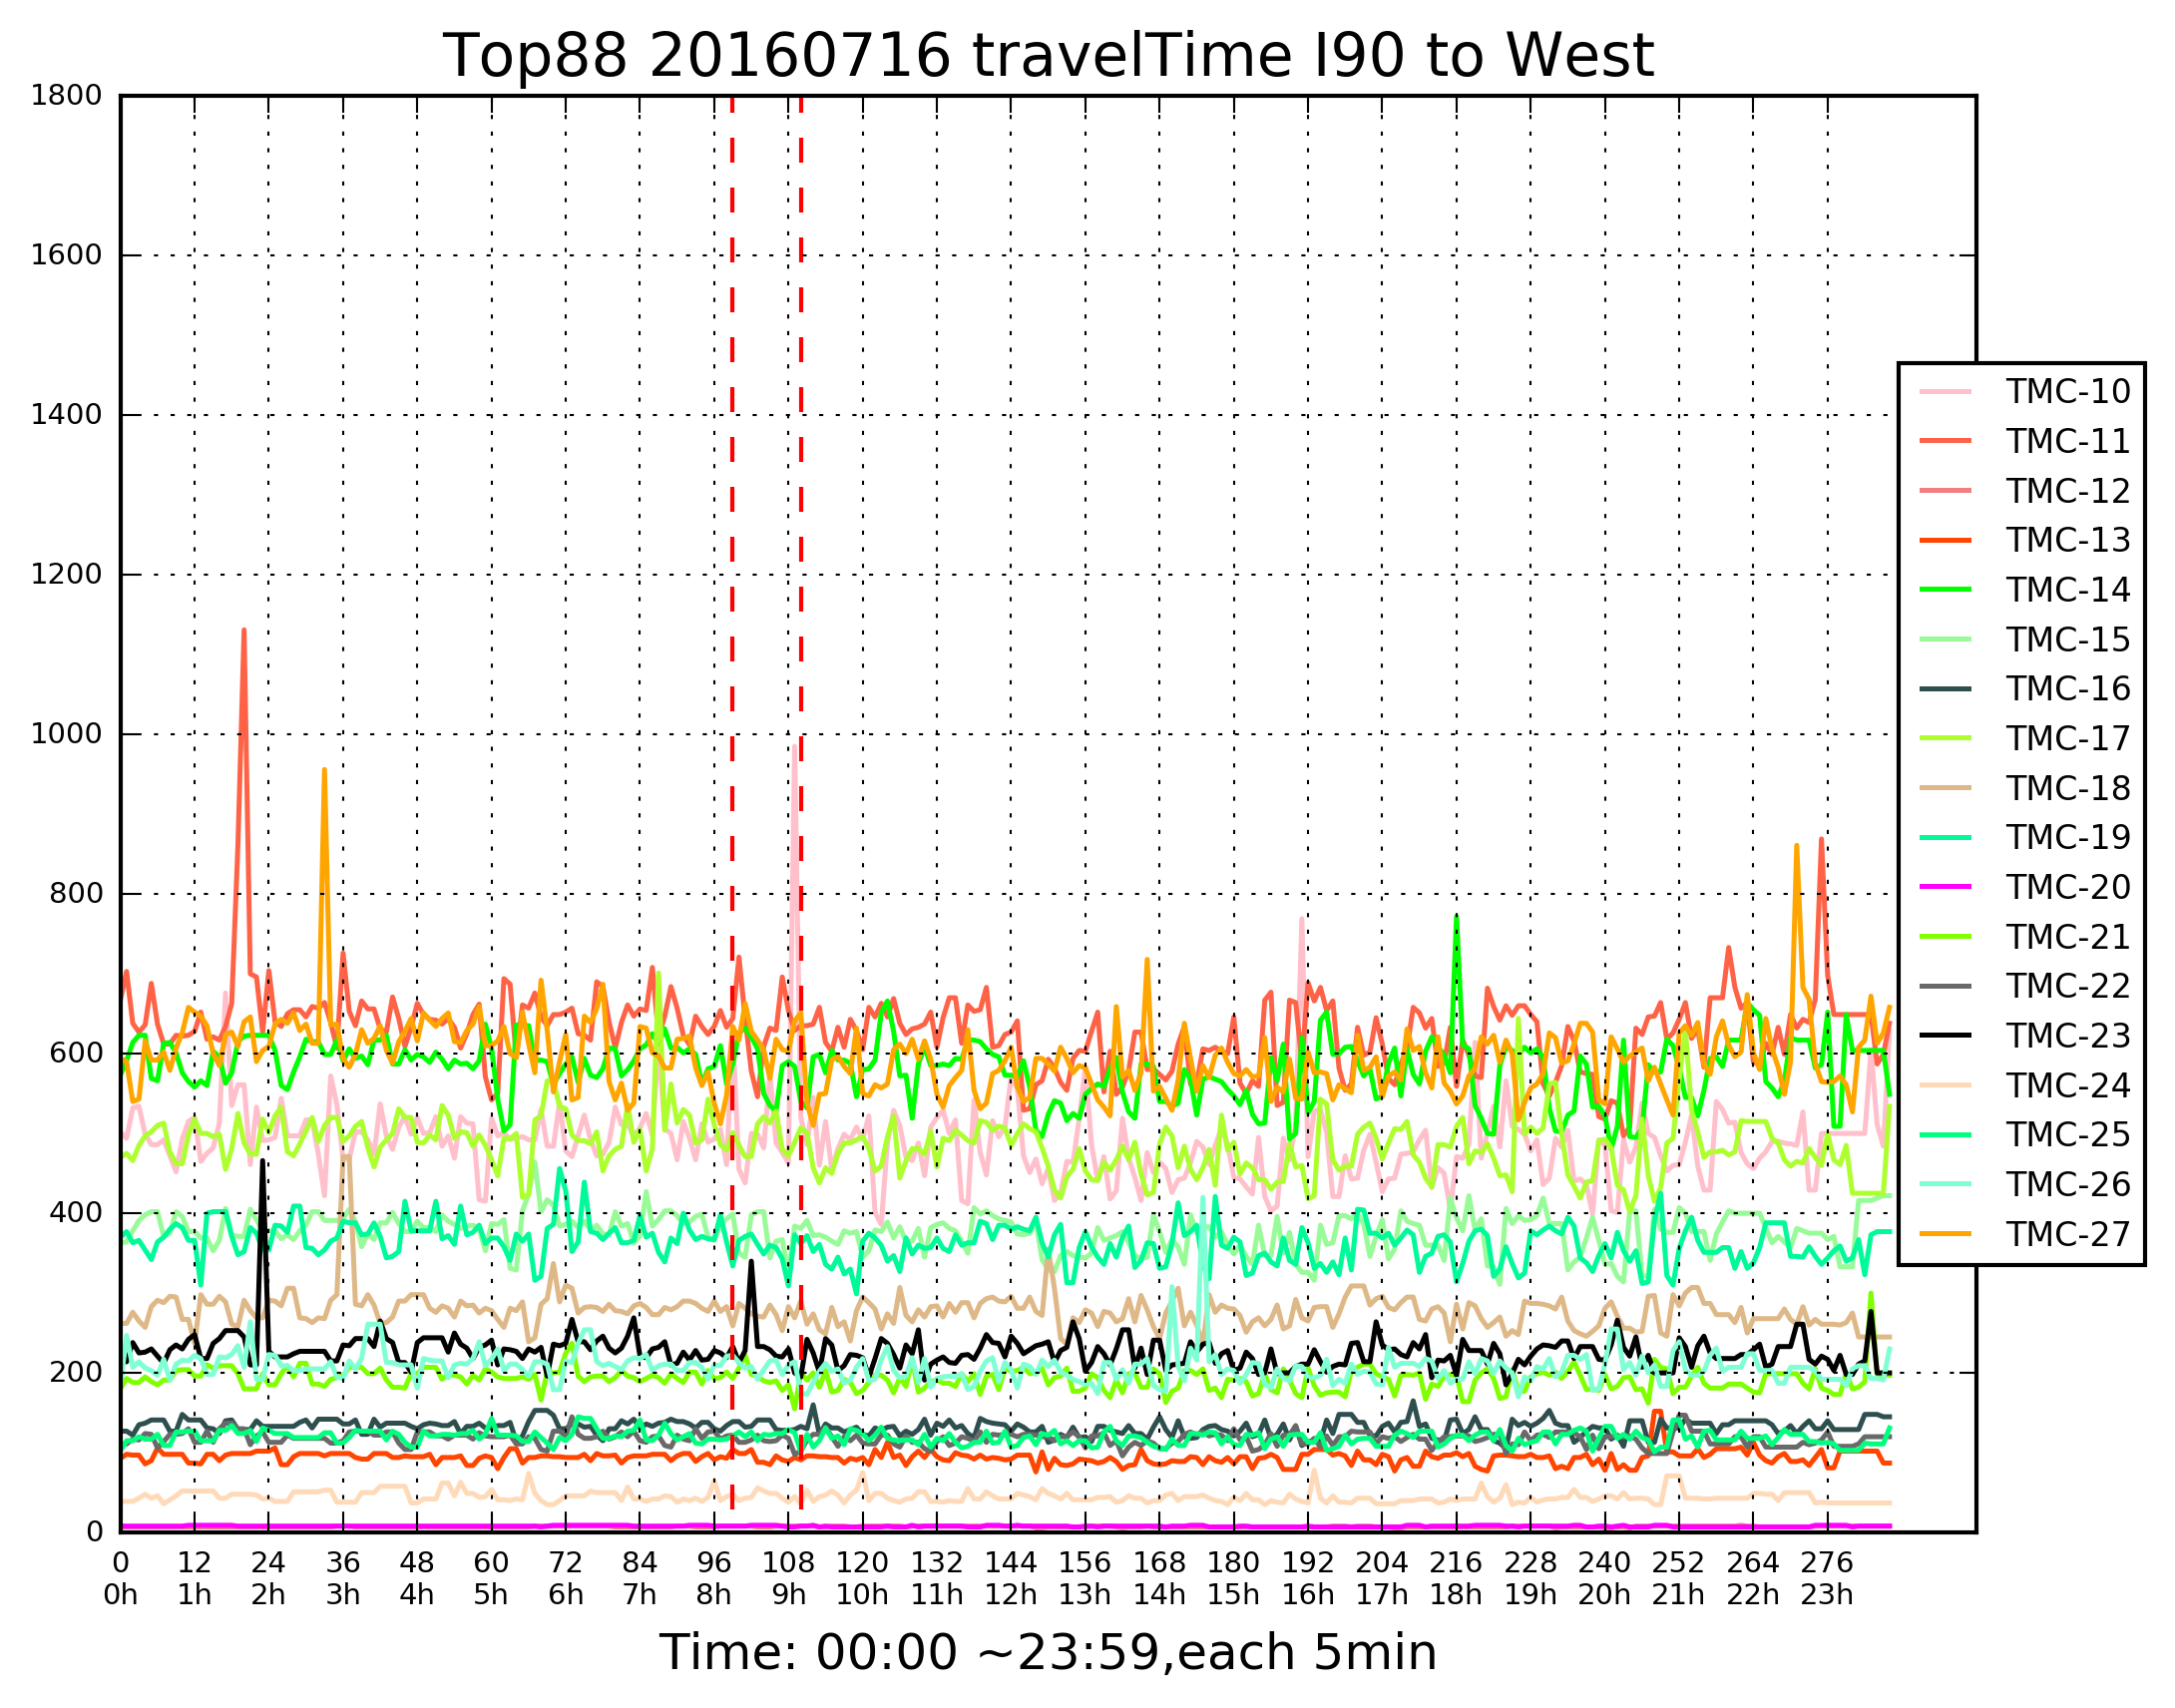 Top88 20160716 travelTime I90 to West
1800
1600
1400
1200
1000
800
600
400
200
0
0 12 24 36 48 60 72 84 96 108 120 132 144 156 168 180 192 204 216 228 240 252 264 276
0h 1h 2h 3h 4h 5h 6h 7h 8h 9h 10h 11h 12h 13h 14h 15h 16h 17h 18h 19h 20h 21h 22h 23h
Time: 00:00 ~23:59,each 5min
TMC-10
TMC-11
TMC-12
TMC-13
TMC-14
TMC-15
TMC-16
TMC-17
TMC-18
TMC-19
TMC-20
TMC-21
TMC-22
TMC-23
TMC-24
TMC-25
TMC-26
TMC-27